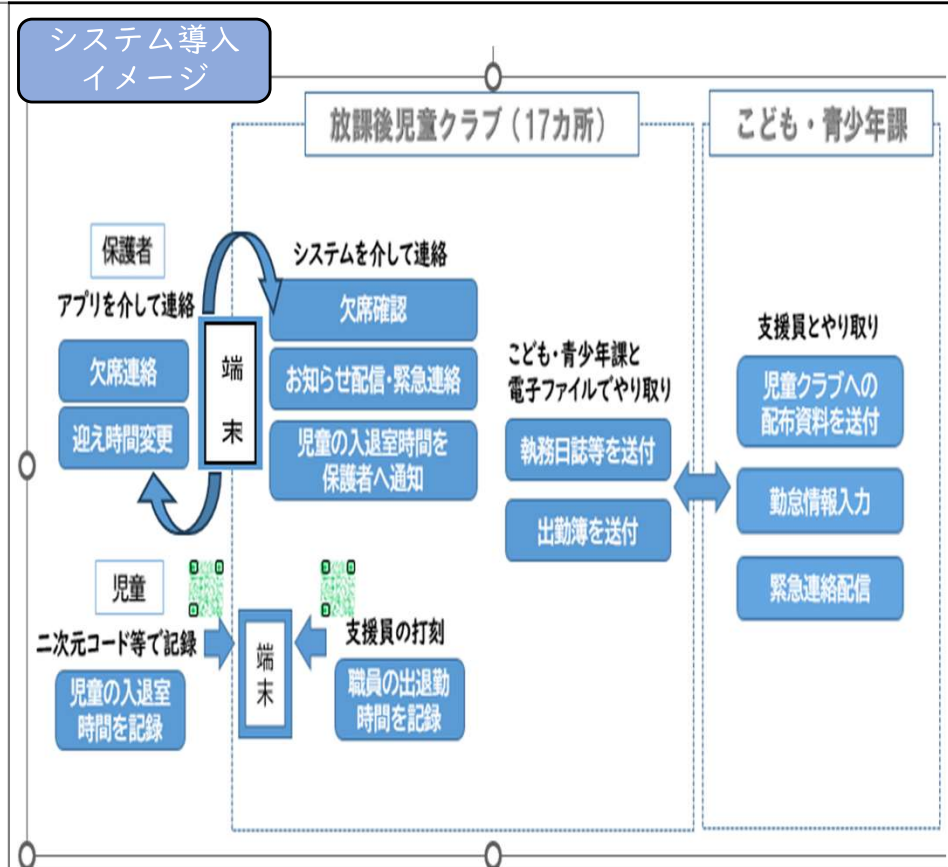 システム導入
イメージ
放課後児童クラブ（17カ所）
こども・青少年課
保護者
アプリを介して連絡
欠席連絡
迎え時間変更
端
末
システムを介して連絡
欠席確認
お知らせ配信・緊急連絡
児童の入退室時間を
保護者へ通知
こども・青少年課と
電子ファイルでやり取り
執務日誌等を送付
出勤簿を送付
支援員とやり取り
児童クラブへの
配布資料を送付
勤怠情報入力
緊急連絡配信
児童
二次元コード等で記録
児童の入退室
時間を記録
端
末
支援員の打刻
職員の出退勤
時間を記録